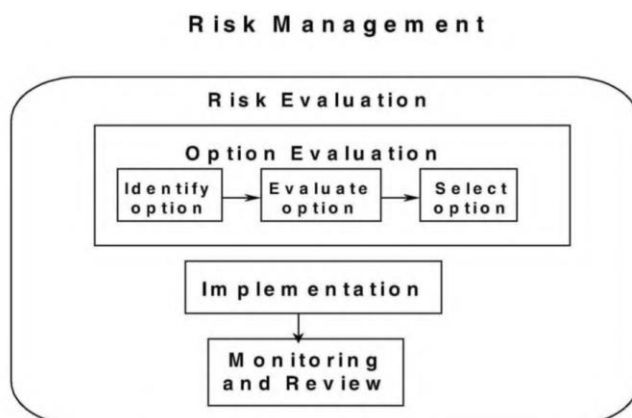 Risk Management
Risk Evaluation
Option Evaluation
Identify
option
Evaluate
option
Select
option
Implementation
Monitoring
and Review